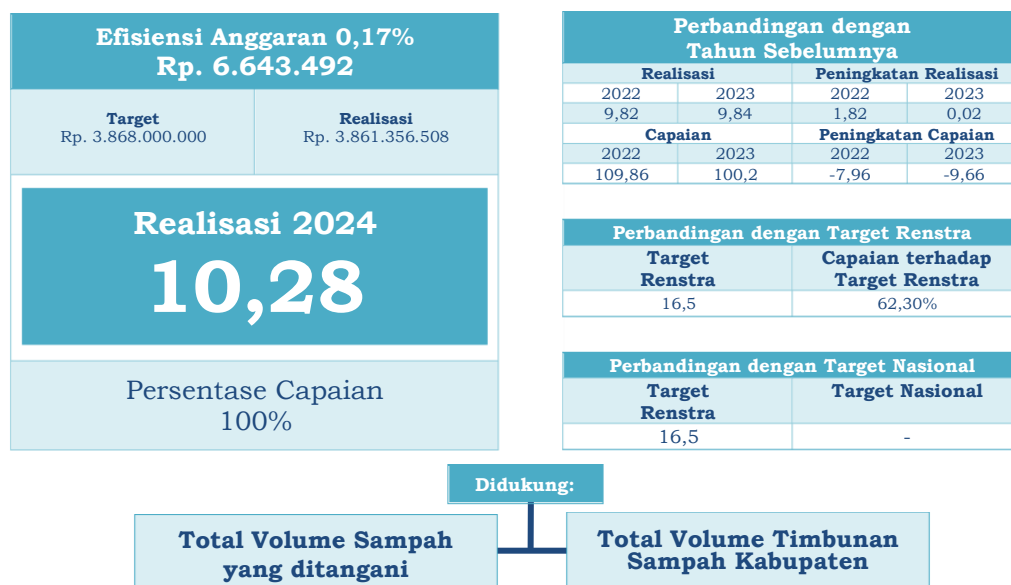 Efisiensi Anggaran 0,17%
Rp. 6.643.492
Target
Rp. 3.868.000.000
Realisasi
Rp. 3.861.356.508
Realisasi 2024
10,28
Persentase Capaian
100%
Perbandingan dengan
Tahun Sebelumnya
Realisasi Peningkatan Realisasi
2022 2023 2022 2023
9,82 9,84 1,82 0,02
Capaian Peningkatan Capaian
2022 2023 2022 2023
109,86 100,2 -7,96 -9,66
Perbandingan dengan Target Renstra
Target
Renstra
Capaian terhadap
Target Renstra
16,5 62,30%
Perbandingan dengan Target Nasional
Target
Renstra
Target Nasional
16,5 -
Didukung:
Total Volume Sampah
yang ditangani
Total Volume Timbunan
Sampah Kabupaten